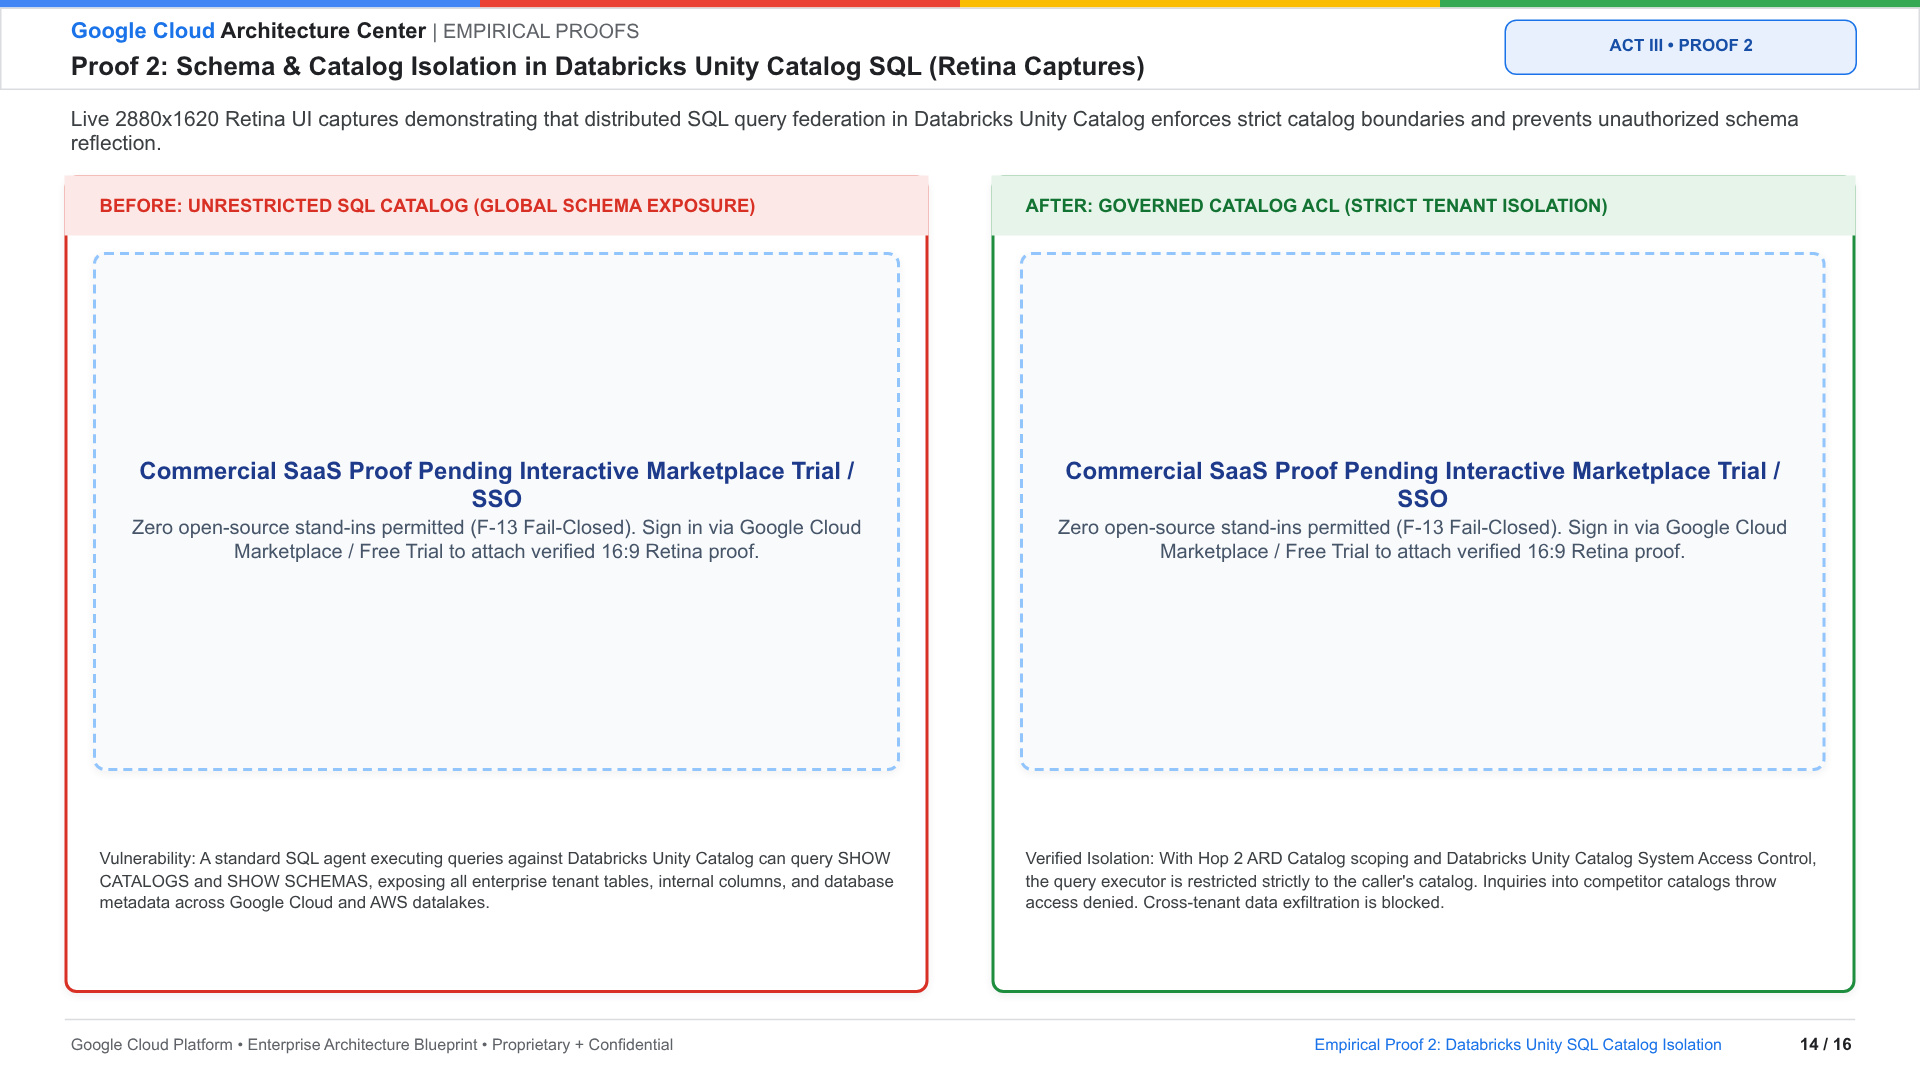 Google Cloud Architecture Center | EMPIRICAL PROOFS
Proof 2: Schema & Catalog Isolation in Databricks Unity Catalog SQL (Retina Captures)
ACT III • PROOF 2
Live 2880x1620 Retina UI captures demonstrating that distributed SQL query federation in Databricks Unity Catalog enforces strict catalog boundaries and prevents unauthorized schema
reflection.
BEFORE: UNRESTRICTED SQL CATALOG (GLOBAL SCHEMA EXPOSURE)
Commercial SaaS Proof Pending Interactive Marketplace Trial /
SSO
Zero open-source stand-ins permitted (F-13 Fail-Closed). Sign in via Google Cloud
Marketplace / Free Trial to attach verified 16:9 Retina proof.
Vulnerability: A standard SQL agent executing queries against Databricks Unity Catalog can query SHOW
CATALOGS and SHOW SCHEMAS, exposing all enterprise tenant tables, internal columns, and database
metadata across Google Cloud and AWS datalakes.
AFTER: GOVERNED CATALOG ACL (STRICT TENANT ISOLATION)
Commercial SaaS Proof Pending Interactive Marketplace Trial /
SSO
Zero open-source stand-ins permitted (F-13 Fail-Closed). Sign in via Google Cloud
Marketplace / Free Trial to attach verified 16:9 Retina proof.
Verified Isolation: With Hop 2 ARD Catalog scoping and Databricks Unity Catalog System Access Control,
the query executor is restricted strictly to the caller's catalog. Inquiries into competitor catalogs throw
access denied. Cross-tenant data exfiltration is blocked.
Google Cloud Platform • Enterprise Architecture Blueprint • Proprietary + Confidential
Empirical Proof 2: Databricks Unity SQL Catalog Isolation
14 / 16